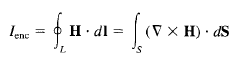 I_enc = ∮_L H · dl = ∫_S (∇ × H) · dS